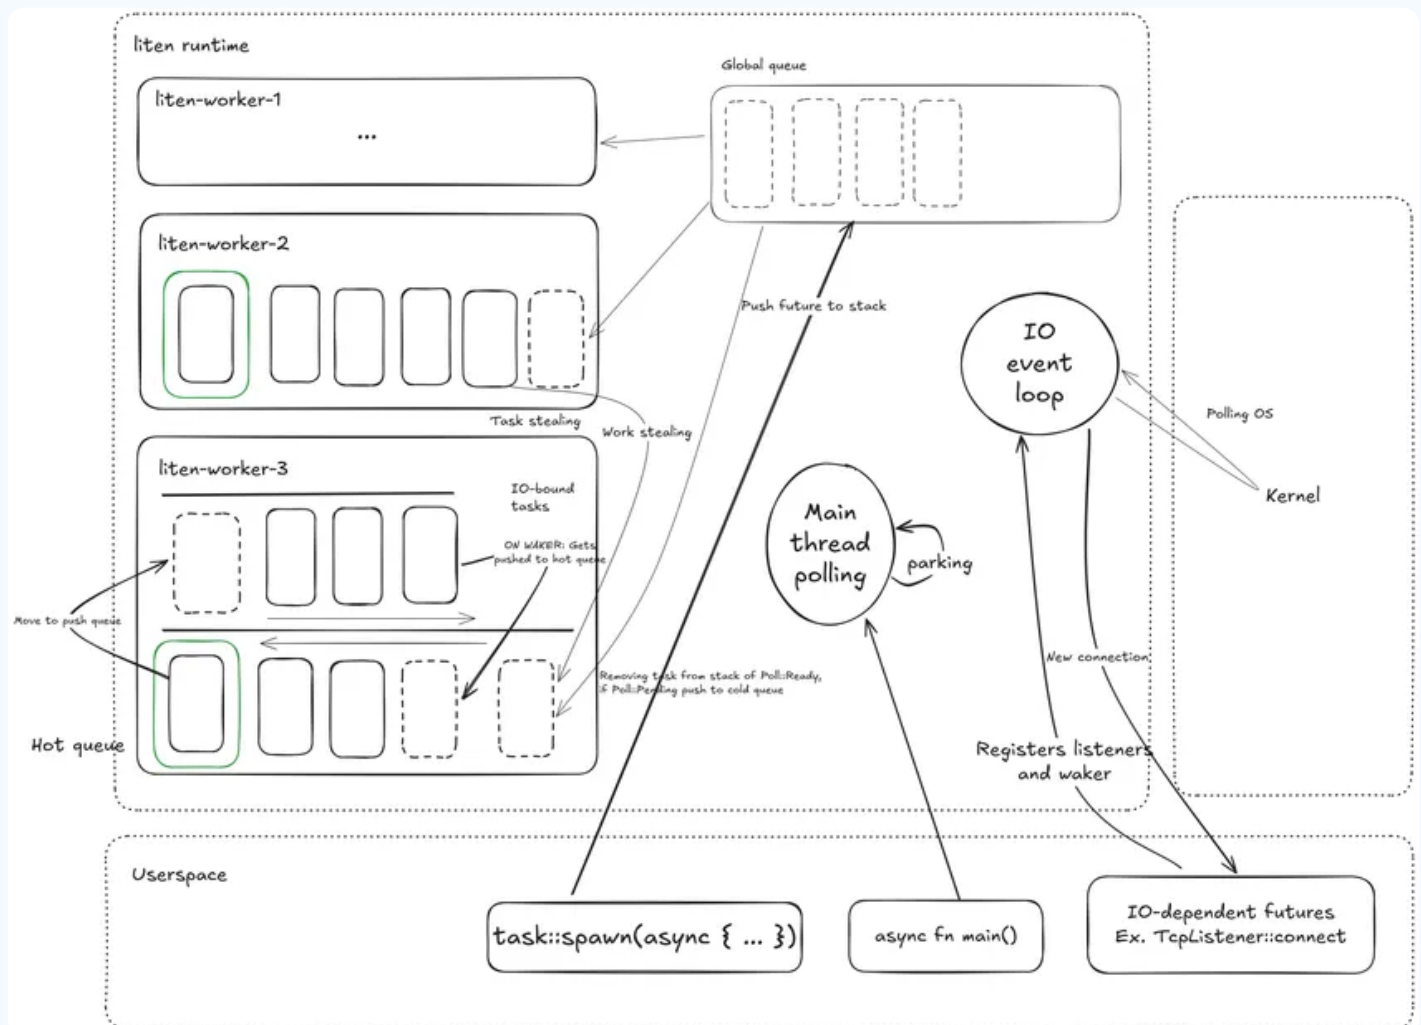 liten runtime
Global queue
liten-worker-1
...
liten-worker-2
Push future to stack
IO
event
loop
Polling OS
Kernel
Task stealing
Work stealing
liten-worker-3
IO-bound
tasks
ON WAKER: Gets
pushed to hot queue
Main
thread
polling
parking
Move to push queue
New connection
Removing task from stack of Poll::Ready,
if Poll::Pending push to cold queue
Hot queue
Registers listeners
and waker
Userspace
task::spawn(async { ... })
async fn main()
IO-dependent futures
Ex. TcpListener::connect